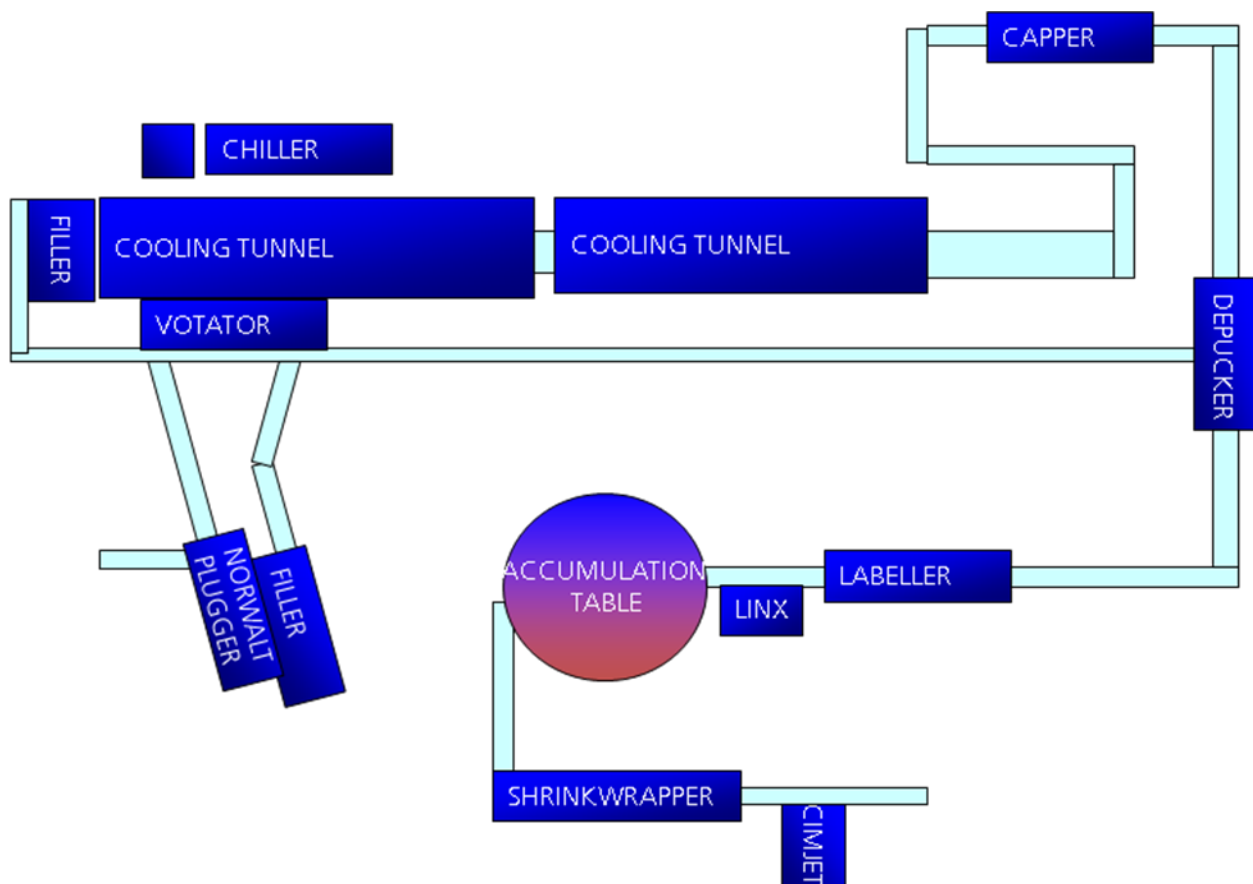 CAPPER
CHILLER
FILLER
COOLING TUNNEL
COOLING TUNNEL
VOTATOR
DEPUCKER
NORWALT
PLUGGER
FILLER
ACCUMULATION
TABLE
LABELLER
LINX
SHRINKWRAPPER
CIMJET